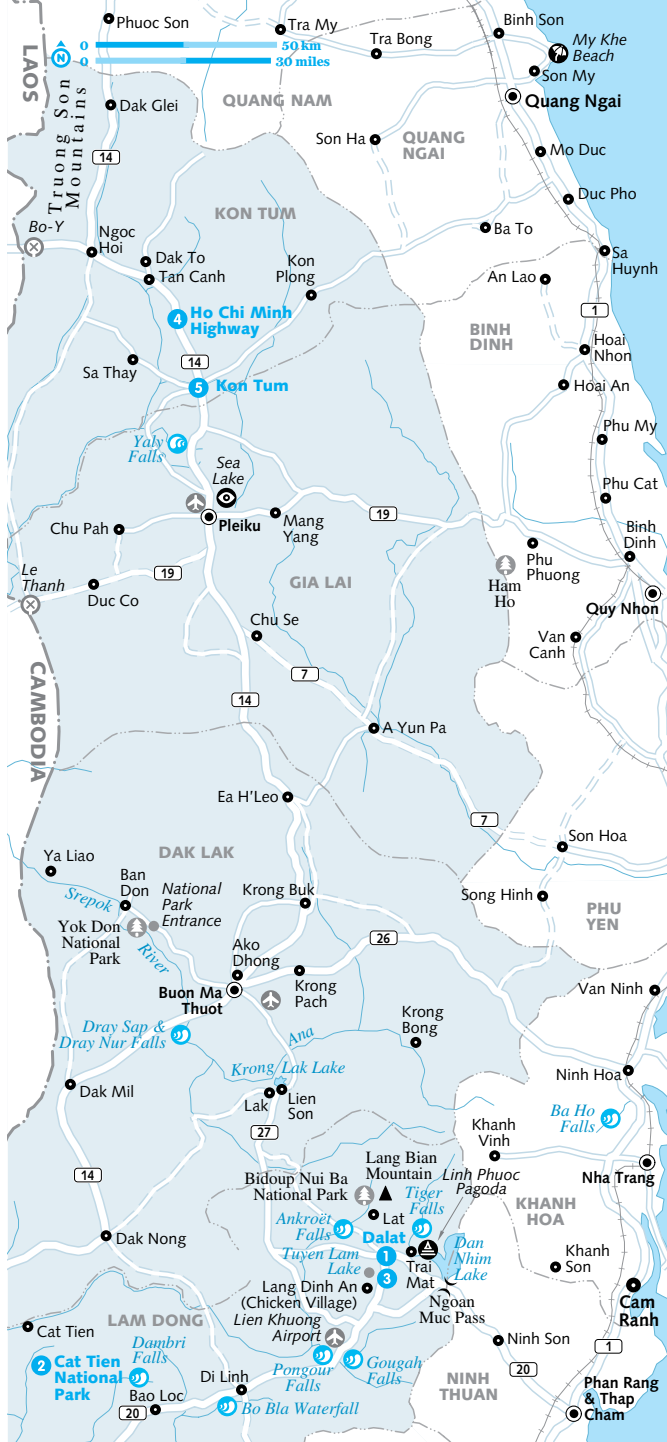 Phuoc Son
Tra My
Binh Son
LAOS
N
0
50 km
0
30 miles
Tra Bong
My Khe
Beach
Son My
Truong Son
Mountains
Dak Glei
QUANG NAM
Quang Ngai
14
Son Ha
QUANG
NGAI
Mo Duc
Duc Pho
KON TUM
Bo-Y
Ngoc
Hoi
Ba To
Dak To
Tan Canh
Kon
Plong
Sa
Huynh
An Lao
4
Ho Chi Minh
Highway
1
BINH
DINH
Hoai
Nhon
14
Sa Thay
5
Kon Tum
Hoai An
Yaly
Falls
Phu My
Sea
Lake
Phu Cat
Pleiku
Mang
Yang
19
Chu Pah
Binh
Dinh
Phu
Phuong
Le
Thanh
19
Duc Co
GIA LAI
Ham
Ho
Quy Nhon
Chu Se
Van
Canh
CAMBODIA
7
14
A Yun Pa
Ea H'Leo
7
Son Hoa
DAK LAK
Ya Liao
Ban
Don
National
Park
Entrance
Krong Buk
Song Hinh
Srepok
River
PHU
YEN
Yok Don
National
Park
26
Ako
Dhong
Krong
Pach
Buon Ma
Thuot
Van Ninh
Dray Sap &
Dray Nur Falls
Ana
Krong
Krong
Bong
Lak Lake
Ninh Hoa
Dak Mil
Lak
Lien
Son
Ba Ho
Falls
27
Khanh
Vinh
14
Lang Bian
Mountain
Bidoup Nui Ba
National Park
Linh Phuoc
Pagoda
Nha Trang
Tiger
Falls
Lat
Ankroët
Falls
KHANH
HOA
Dalat
1
Dak Nong
Tuyen Lam
Lake
Trai
Mat
Dan
Nhim
Lake
Khanh
Son
3
Lang Dinh An
(Chicken Village)
Cam
Ranh
Ngoan
Muc Pass
LAM DONG
Lien Khuong
Airport
Cat Tien
Dambri
Falls
Ninh Son
1
2
Cat Tien
National
Park
Pongour
Falls
Gougah
Falls
20
Di Linh
NINH
THUAN
Bao Loc
20
Bo Bla Waterfall
Phan Rang
& Thap
Cham